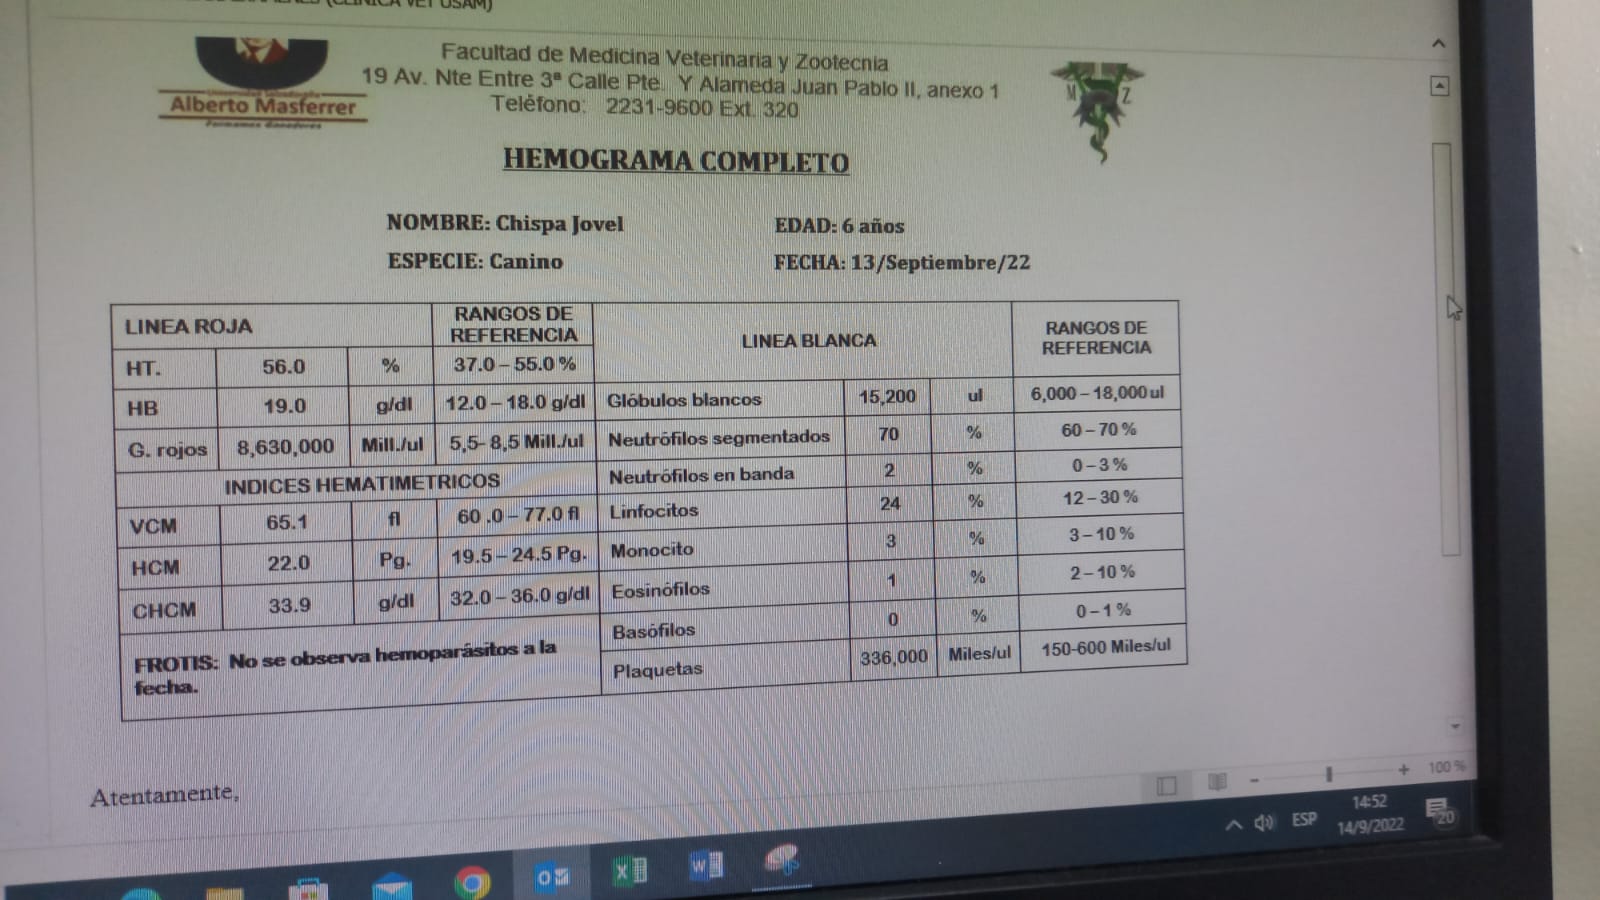 (CLINICA VET USAM)
Facultad de Medicina Veterinaria y Zootecnia
19 Av. Nte Entre 3ª Calle Pte. Y Alameda Juan Pablo II, anexo 1
Teléfono: 2231-9600 Ext. 320
Alberto Masferrer
Formamos Ganadores
M Z
HEMOGRAMA COMPLETO
NOMBRE: Chispa Jovel EDAD: 6 años
ESPECIE: Canino FECHA: 13/Septiembre/22
LINEA ROJA RANGOS DE REFERENCIA LINEA BLANCA RANGOS DE REFERENCIA
HT. 56.0 % 37.0 – 55.0 %
HB 19.0 g/dl 12.0 – 18.0 g/dl Glóbulos blancos 15,200 ul 6,000 – 18,000 ul
G. rojos 8,630,000 Mill./ul 5,5- 8,5 Mill./ul Neutrófilos segmentados 70 % 60 – 70 %
INDICES HEMATIMETRICOS Neutrófilos en banda 2 % 0 – 3 %
VCM 65.1 fl 60 .0 – 77.0 fl Linfocitos 24 % 12 – 30 %
HCM 22.0 Pg. 19.5 – 24.5 Pg. Monocito 3 % 3 – 10 %
CHCM 33.9 g/dl 32.0 – 36.0 g/dl Eosinófilos 1 % 2 – 10 %
FROTIS: No se observa hemoparásitos a la fecha. Basófilos 0 % 0 – 1 %
Plaquetas 336,000 Miles/ul 150-600 Miles/ul
Atentamente,
100 %
ESP 14:52
14/9/2022
20